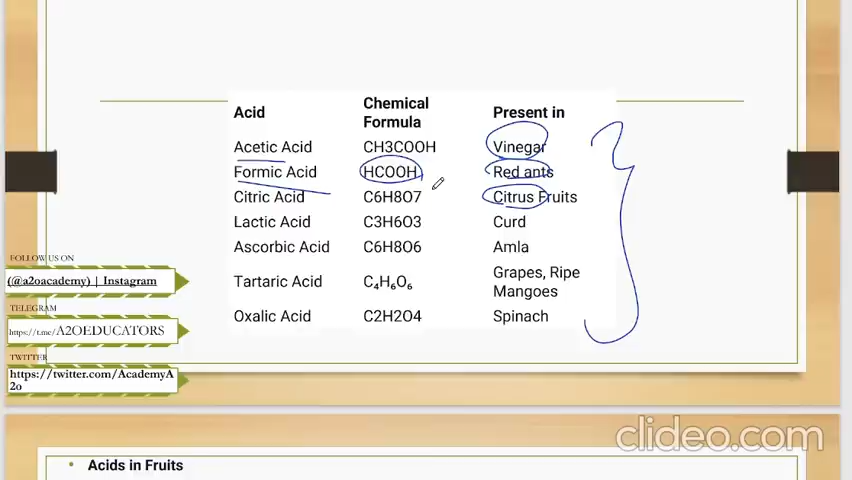 Acid Chemical Formula Present in
Acetic Acid CH3COOH Vinegar
Formic Acid HCOOH Red ants
Citric Acid C6H8O7 Citrus Fruits
Lactic Acid C3H6O3 Curd
Ascorbic Acid C6H8O6 Amla
Tartaric Acid C₄H₆O₆ Grapes, Ripe Mangoes
Oxalic Acid C2H2O4 Spinach
FOLLOW US ON
(@a2oacademy) | Instagram
TELEGRAM
https://t.me/A2OEDUCATORS
TWITTER
https://twitter.com/AcademyA
2o
clideo.com
• Acids in Fruits